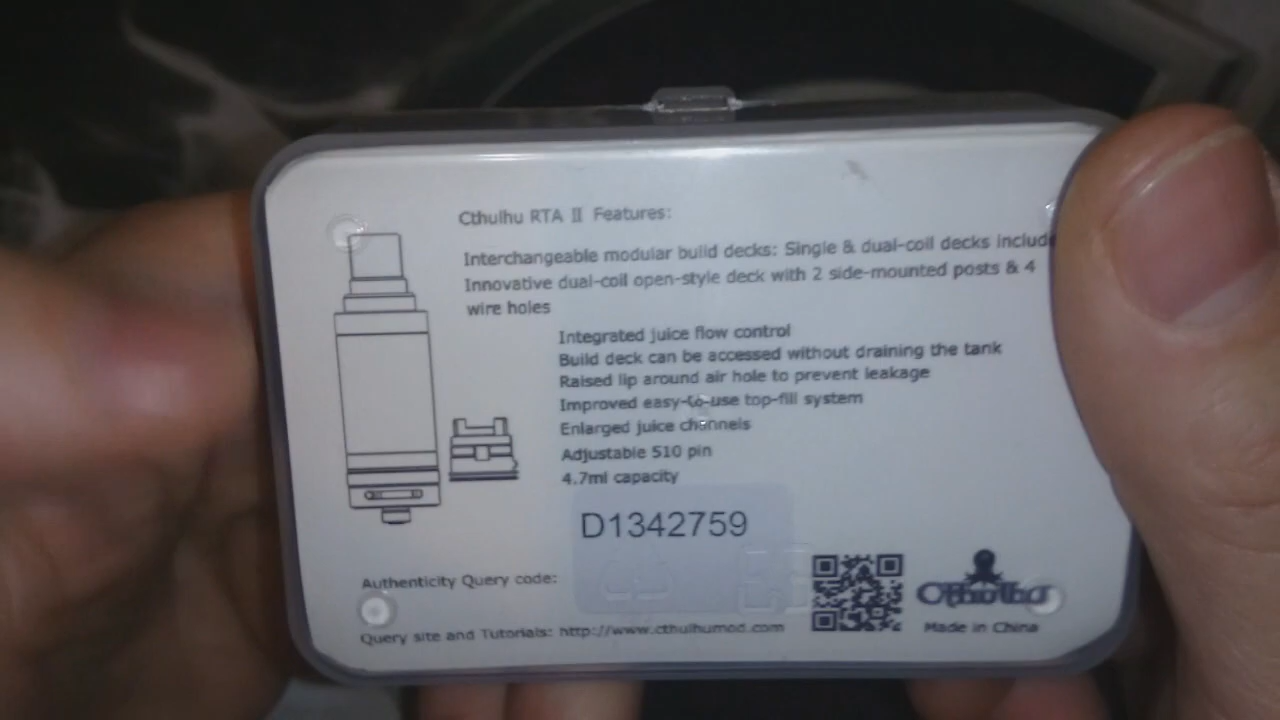 Cthulhu RTA II Features:
Interchangeable modular build decks: Single & dual-coil decks include
Innovative dual-coil open-style deck with 2 side-mounted posts & 4
wire holes
Integrated juice flow control
Build deck can be accessed without draining the tank
Raised lip around air hole to prevent leakage
Improved easy-to-use top-fill system
Enlarged juice channels
Adjustable 510 pin
4.7ml capacity
D1342759
Authenticity Query code:
Query site and Tutorials: http://www.cthulhumod.com
Cthulhu
Made in China